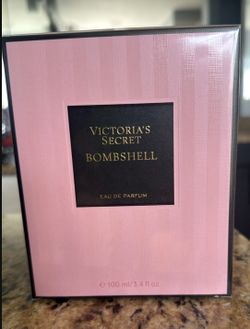 VICTORIA'S
SECRET
BOMBSHELL
EAU DE PARFUM
℮ 100 ml/3.4 fl oz